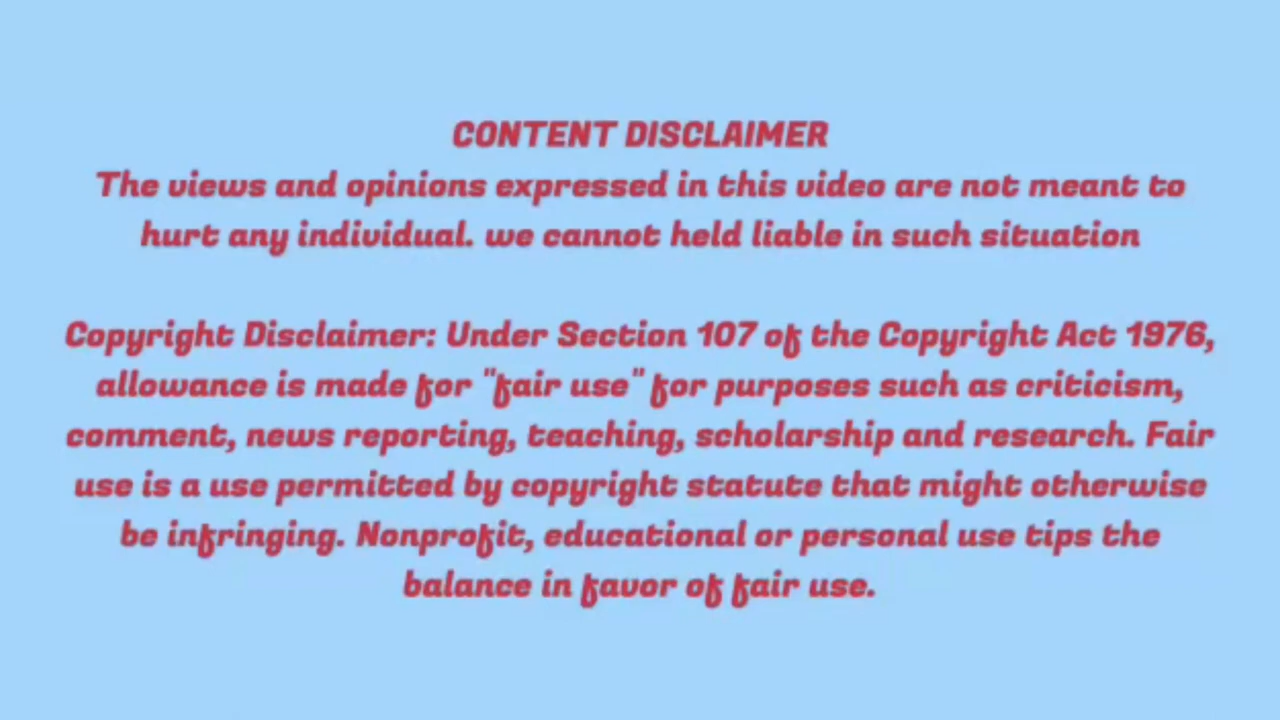 CONTENT DISCLAIMER
The views and opinions expressed in this video are not meant to
hurt any individual. we cannot held liable in such situation
Copyright Disclaimer: Under Section 107 of the Copyright Act 1976,
allowance is made for "fair use" for purposes such as criticism,
comment, news reporting, teaching, scholarship and research. Fair
use is a use permitted by copyright statute that might otherwise
be infringing. Nonprofit, educational or personal use tips the
balance in favor of fair use.